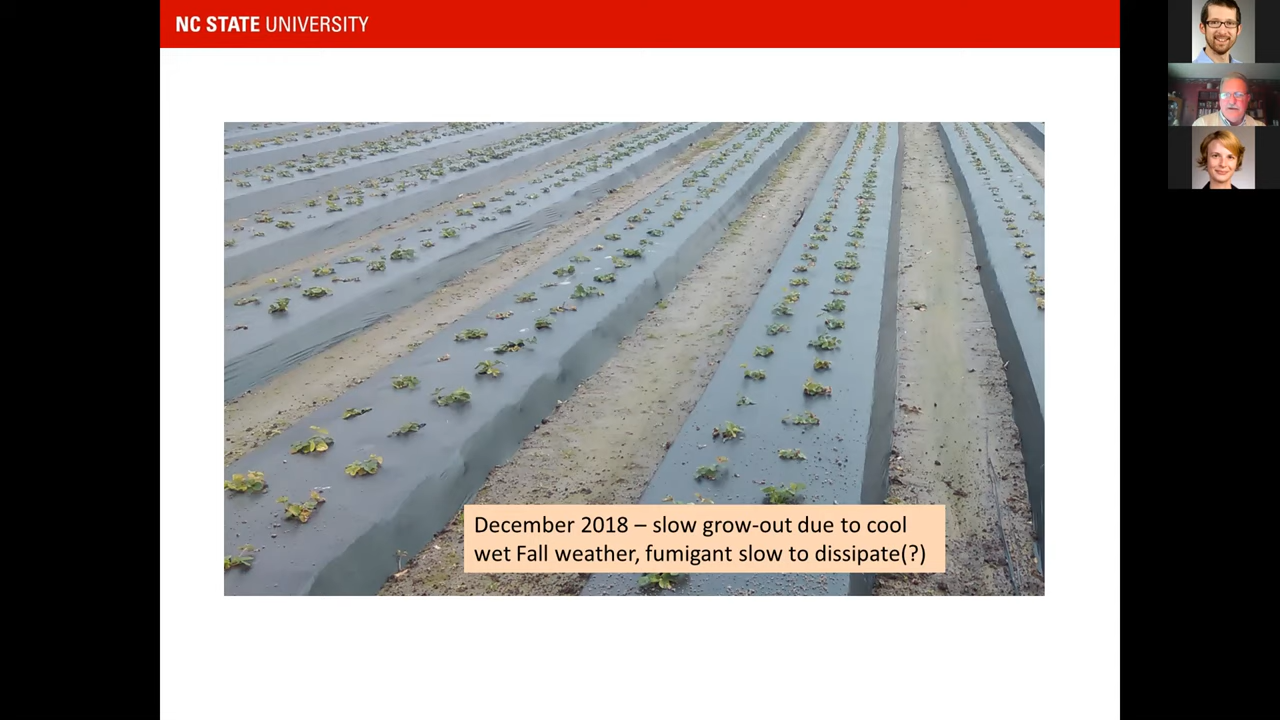 NC STATE UNIVERSITY
December 2018 – slow grow-out due to cool
wet Fall weather, fumigant slow to dissipate(?)